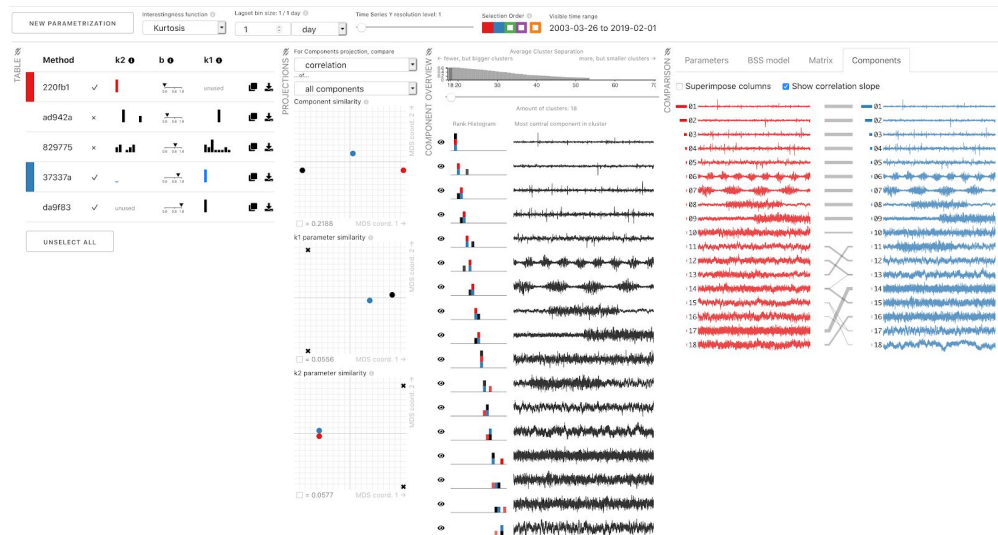 NEW PARAMETRIZATION
Interestingness function
Kurtosis
Lagset bin size: 1 / 1 day
1
day
Time Series Y resolution level: 1
Selection Order
Visible time range
2003-03-26 to 2019-02-01
TABLE
Method k2 b k1
220fb1 ✓ unused
ad942a ×
829775 ×
37337a ✓
da9f83 ✓ unused
UNSELECT ALL
PROJECTIONS
For Components projection, compare
correlation
...of...
all components
Component similarity
MDS coord. 2 →
= 0.2188 MDS coord. 1 →
k1 parameter similarity
MDS coord. 2 →
= 0.0556 MDS coord. 1 →
k2 parameter similarity
MDS coord. 2 →
= 0.0577 MDS coord. 1 →
COMPONENT OVERVIEW
Average Cluster Separation
← fewer, but bigger clusters more, but smaller clusters →
18 20 30 40 50 60 70
Amount of clusters: 18
Rank Histogram Most central component in cluster
COMPARISON
Parameters BSS model Matrix Components
Superimpose columns Show correlation slope
01 01
02 02
03 03
04 04
05 05
06 06
07 07
08 08
09 09
10 10
11 11
12 12
13 13
14 14
15 15
16 16
17 17
18 18